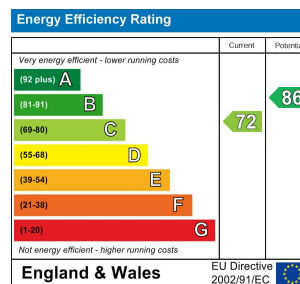 Energy Efficiency Rating
Current
Very energy efficient - lower running costs
(92 plus) A
(81-91) B
86
(69-80) C
72
(55-68) D
(39-54) E
(21-38) F
(1-20) G
Not energy efficient - higher running costs
England & Wales
EU Directive
2002/91/EC